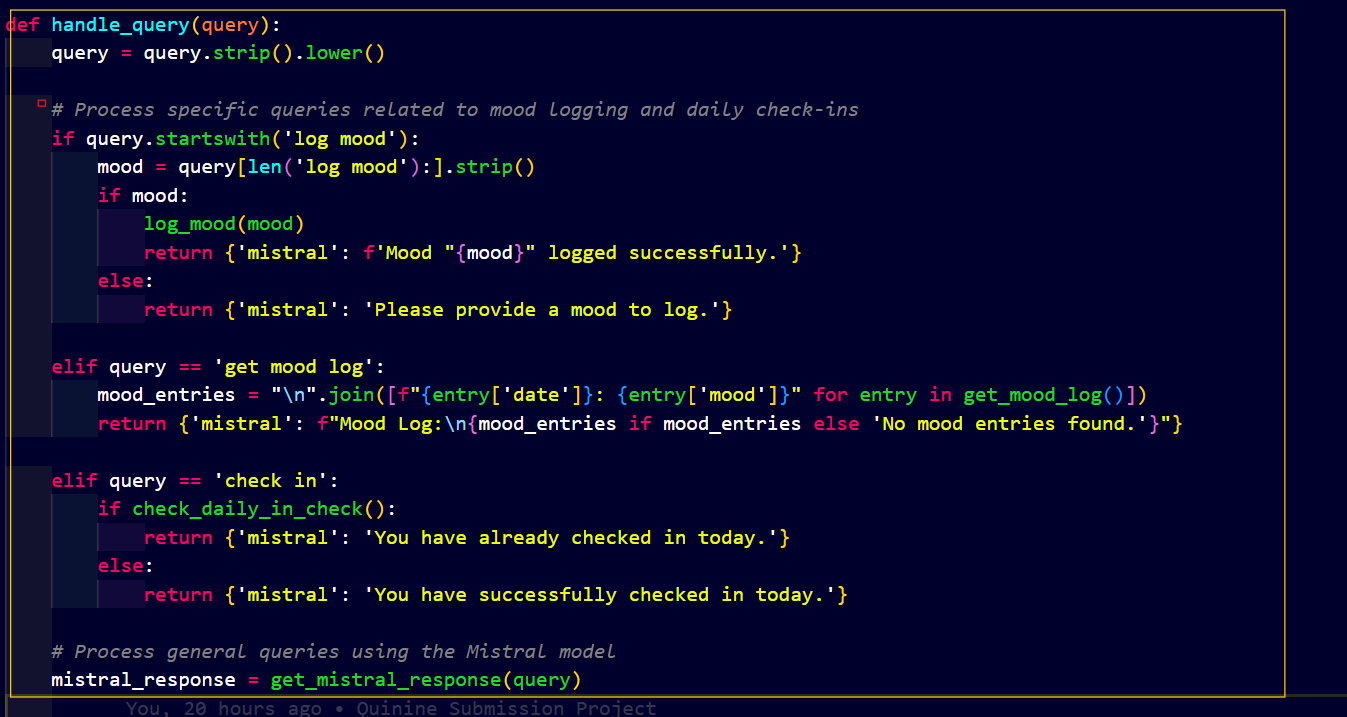 def handle_query(query):
    query = query.strip().lower()

    # Process specific queries related to mood logging and daily check-ins
    if query.startswith('log mood'):
        mood = query[len('log mood'):].strip()
        if mood:
            log_mood(mood)
            return {'mistral': f'Mood "{mood}" logged successfully.'}
        else:
            return {'mistral': 'Please provide a mood to log.'}

    elif query == 'get mood log':
        mood_entries = "\n".join([f"{entry['date']}: {entry['mood']}" for entry in get_mood_log()])
        return {'mistral': f"Mood Log:\n{mood_entries if mood_entries else 'No mood entries found.'}"}

    elif query == 'check in':
        if check_daily_in_check():
            return {'mistral': 'You have already checked in today.'}
        else:
            return {'mistral': 'You have successfully checked in today.'}

    # Process general queries using the Mistral model
    mistral_response = get_mistral_response(query)
You, 20 hours ago • Quinine Submission Project